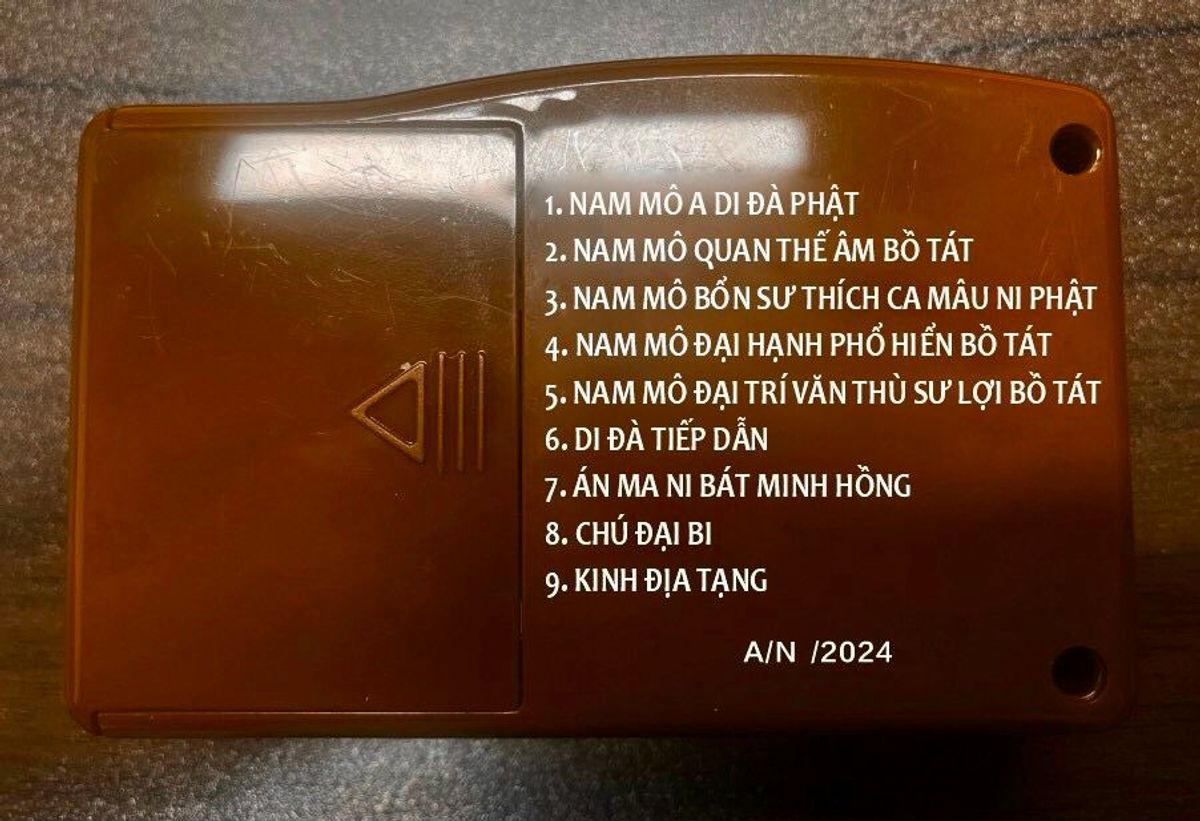 1. NAM MÔ A DI ĐÀ PHẬT
2. NAM MÔ QUAN THẾ ÂM BỒ TÁT
3. NAM MÔ BỔN SƯ THÍCH CA MÂU NI PHẬT
4. NAM MÔ ĐẠI HẠNH PHỔ HIỂN BỒ TÁT
5. NAM MÔ ĐẠI TRÍ VĂN THÙ SƯ LỢI BỒ TÁT
6. DI ĐÀ TIẾP DẪN
7. ÁN MA NI BÁT MINH HỒNG
8. CHÚ ĐẠI BI
9. KINH ĐỊA TẠNG
A/N /2024